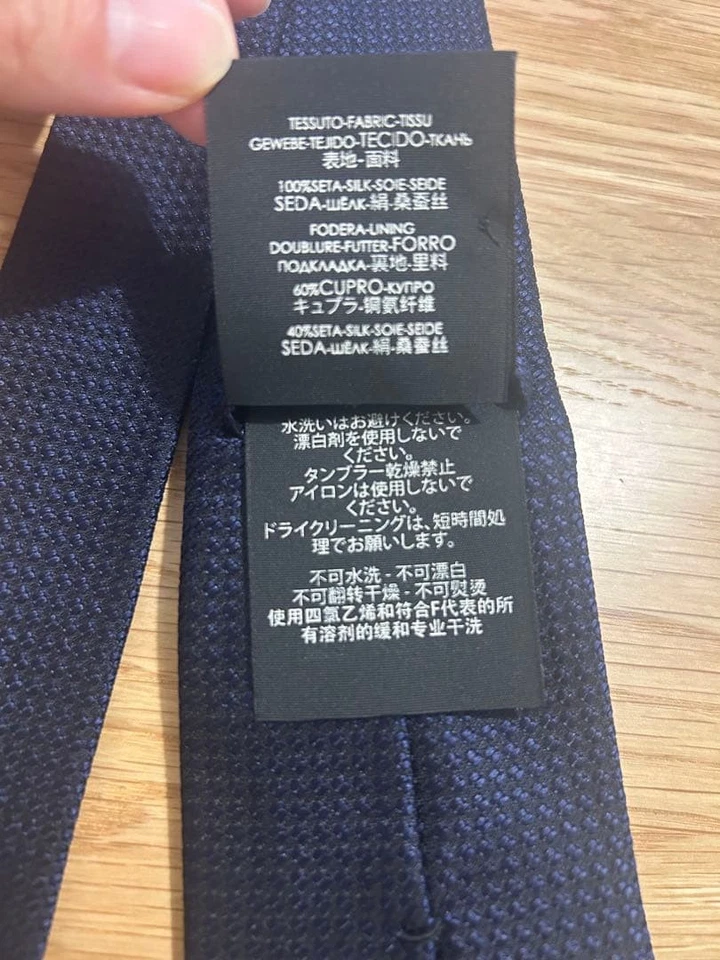 TESSUTO-FABRIC-TISSU
GEWEBE-TEJIDO-TECIDO-ТКАНЬ
表地-面料
100%SETA-SILK-SOIE-SEIDE
SEDA-ШЁЛК-絹-桑蚕丝
FODERA-LINING
DOUBLURE-FUTTER-FORRO
ПОДКЛАДКА-裏地-里料
60%CUPRO-КУПРО
キュプラ-铜氨纤维
40%SETA-SILK-SOIE-SEIDE
SEDA-ШЁЛК-絹-桑蚕丝
水洗いはお避けください。
漂白剤を使用しないで
ください。
タンブラー乾燥禁止
アイロンは使用しないで
ください。
ドライクリーニングは、短時間処
理でお願いします。
不可水洗 - 不可漂白
不可翻转干燥 - 不可熨烫
使用四氯乙烯和符合F代表的所
有溶剂的缓和专业干洗